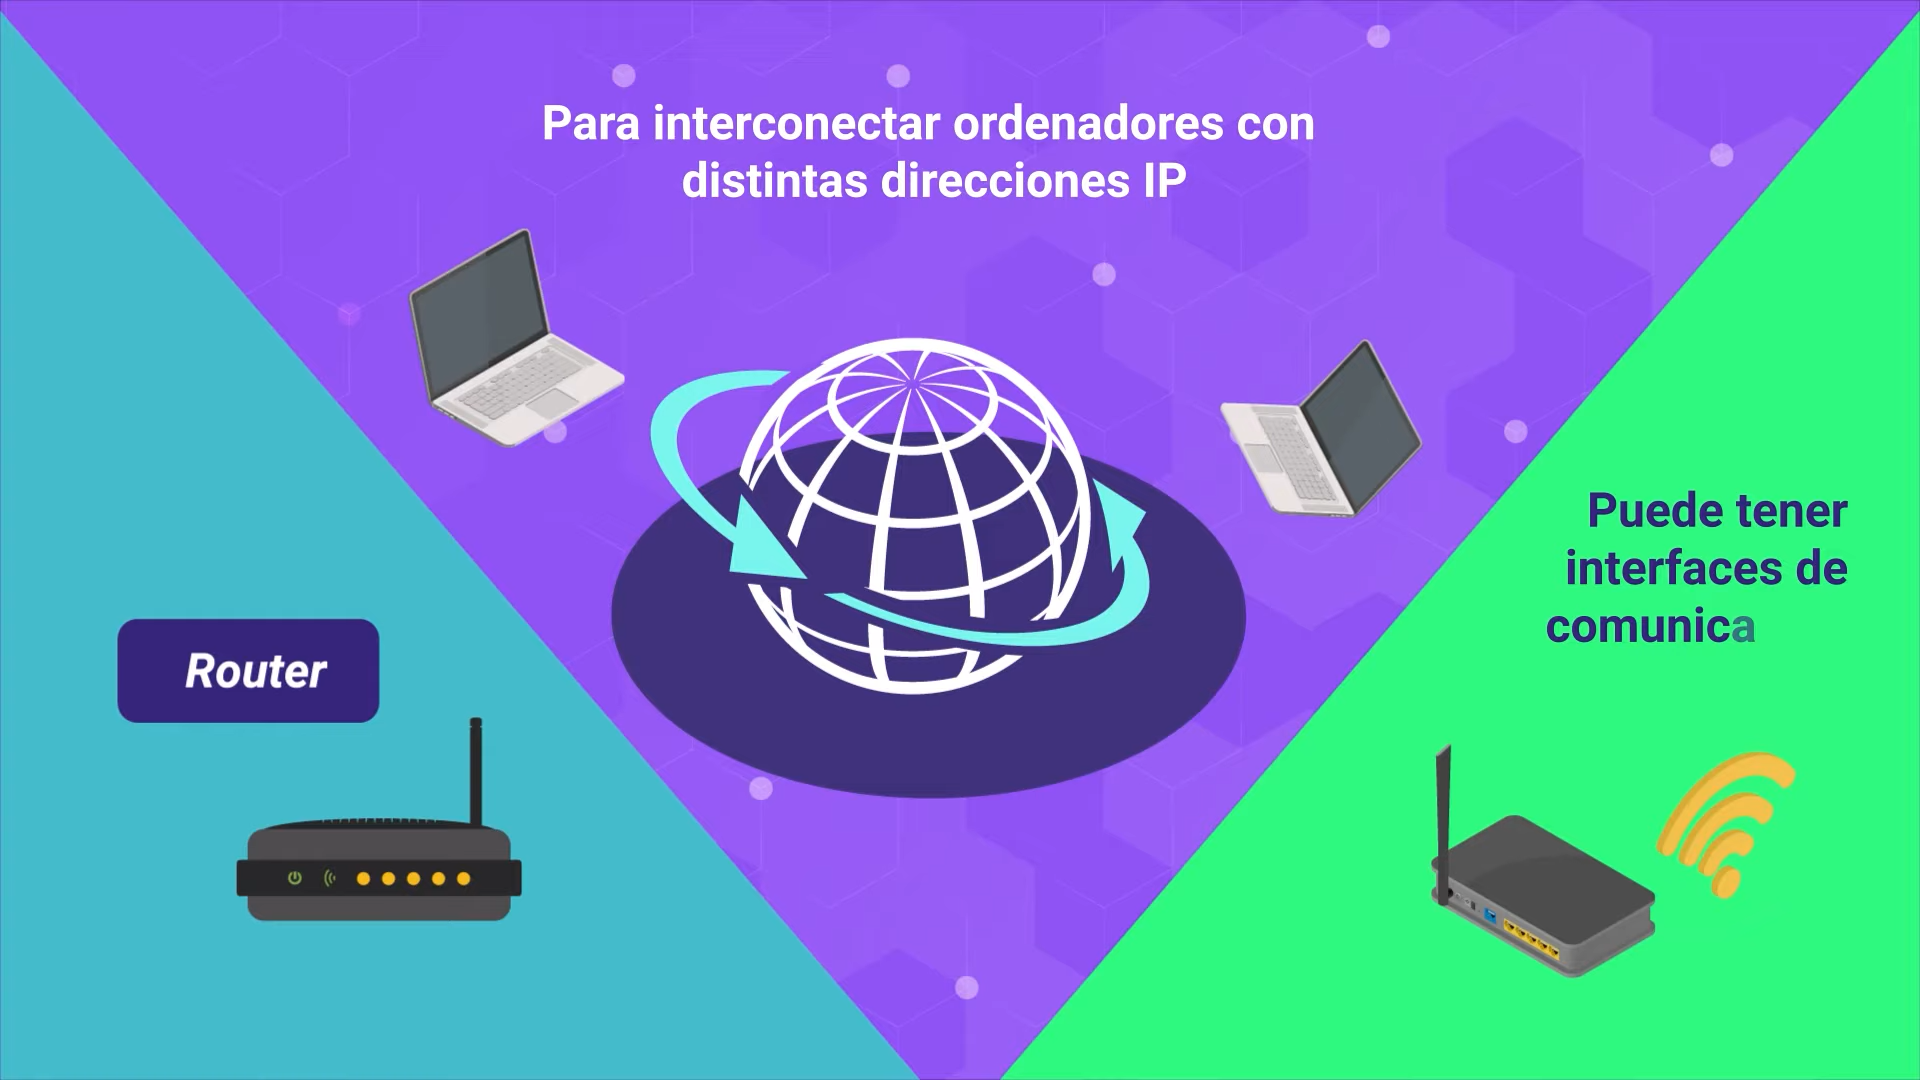 Para interconectar ordenadores con
distintas direcciones IP
Puede tener
interfaces de
comunica
Router